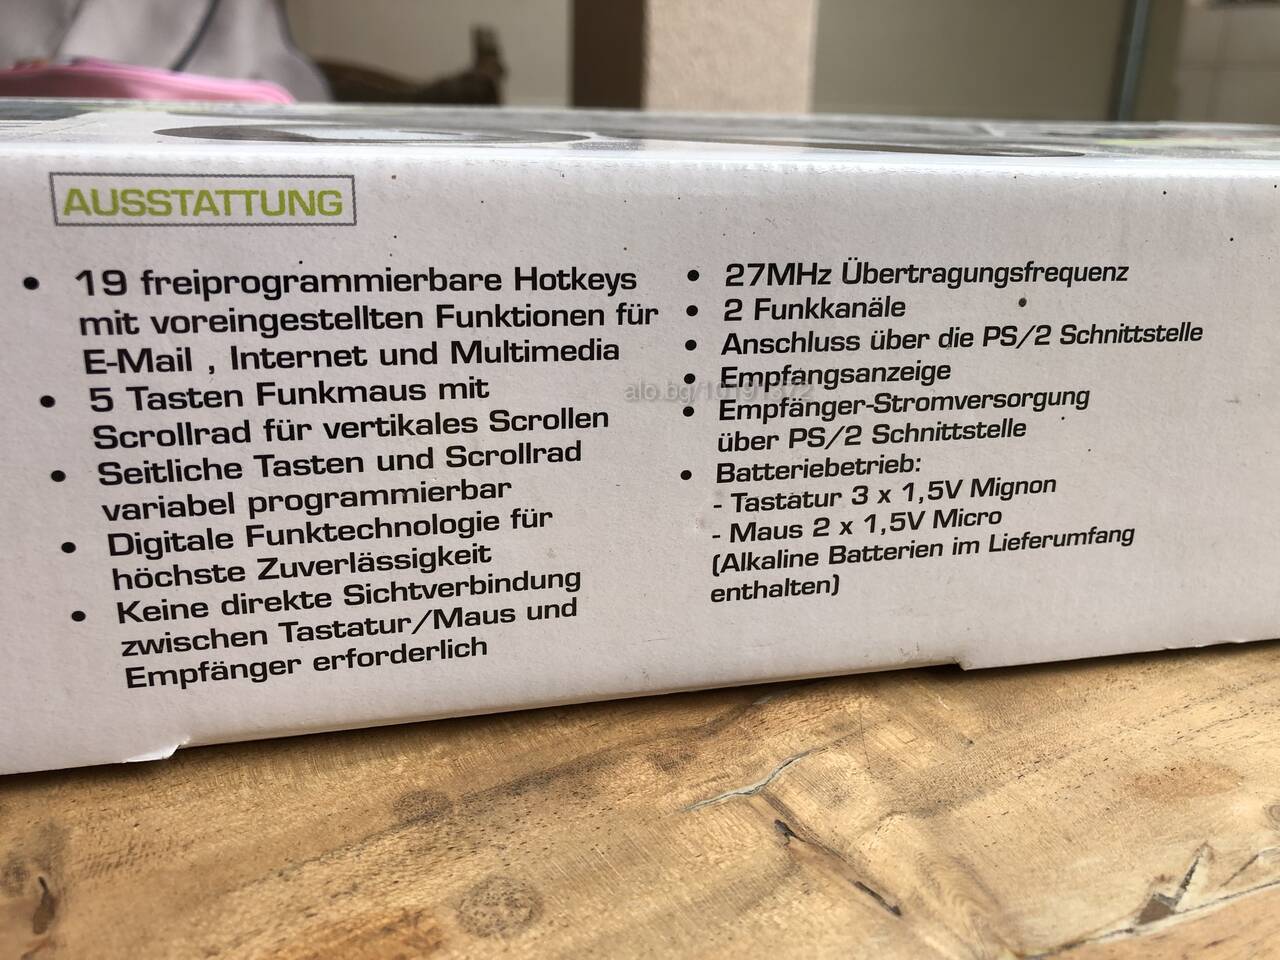 AUSSTATTUNG
• 19 freiprogrammierbare Hotkeys
mit voreingestellten Funktionen für
E-Mail , Internet und Multimedia
• 5 Tasten Funkmaus mit
Scrollrad für vertikales Scrollen
• Seitliche Tasten und Scrollrad
variabel programmierbar
• Digitale Funktechnologie für
höchste Zuverlässigkeit
• Keine direkte Sichtverbindung
zwischen Tastatur/Maus und
Empfänger erforderlich
• 27MHz Übertragungsfrequenz
• 2 Funkkanäle
• Anschluss über die PS/2 Schnittstelle
• Empfangsanzeige
• Empfänger-Stromversorgung
über PS/2 Schnittstelle
• Batteriebetrieb:
- Tastatur 3 x 1,5V Mignon
- Maus 2 x 1,5V Micro
(Alkaline Batterien im Lieferumfang
enthalten)